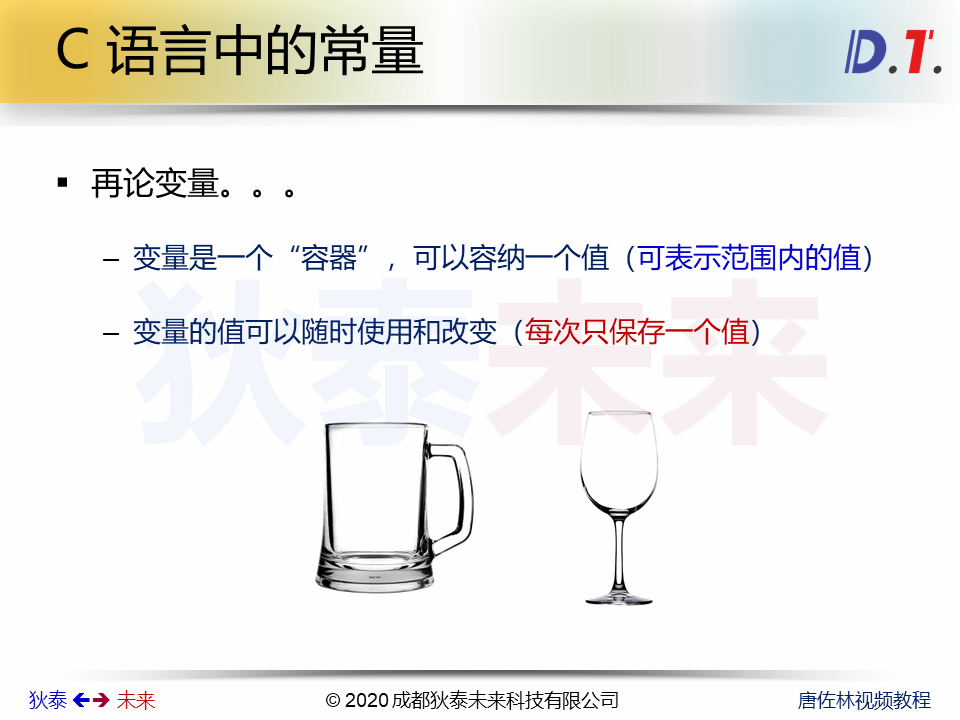 C 语言中的常量
D.T.
▪ 再论变量。。。
– 变量是一个“容器”，可以容纳一个值（可表示范围内的值）
– 变量的值可以随时使用和改变（每次只保存一个值）
狄泰未来
狄泰 未来
© 2020 成都狄泰未来科技有限公司
唐佐林视频教程